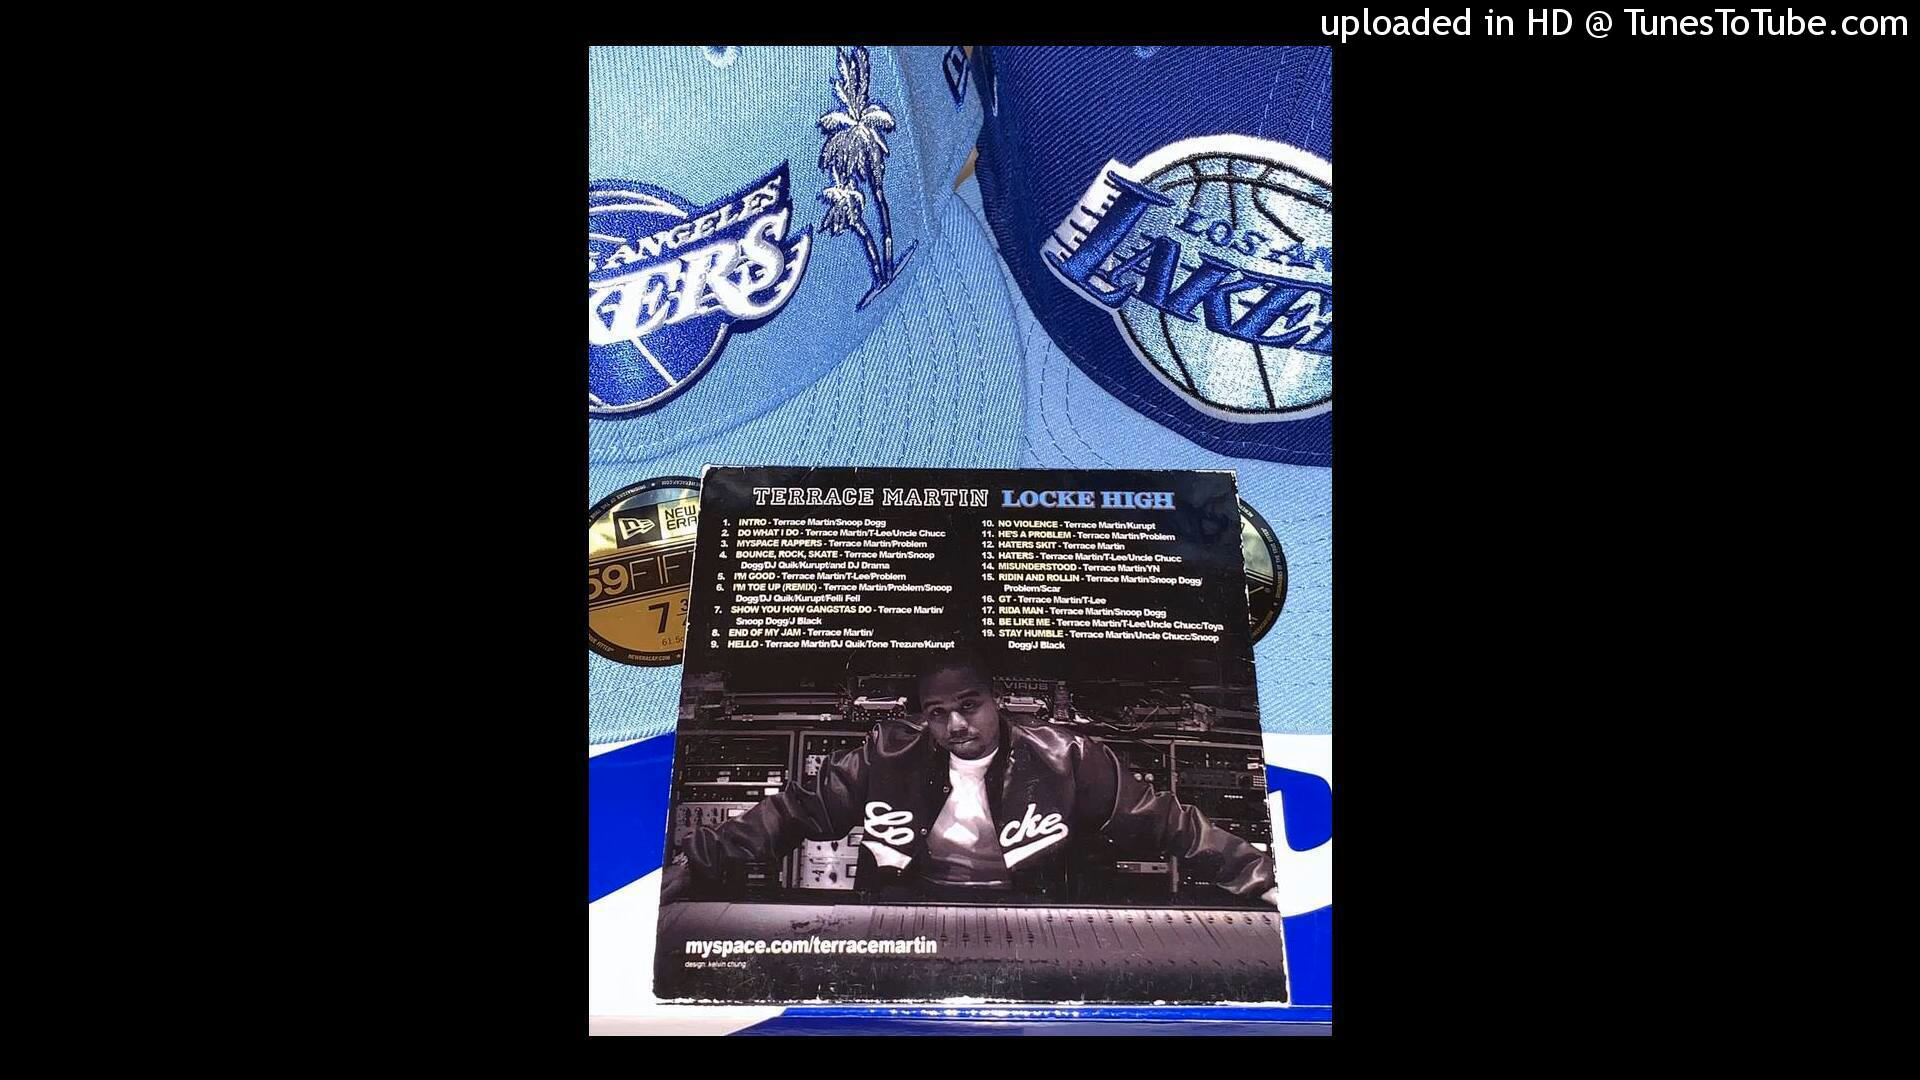 uploaded in HD @ TunesToTube.com
ANGELES
KERS
LOS AN
LAKE
NEW
ERA
59FIF
7
NEWERACAP.COM
TERRACE MARTIN LOCKE HIGH
1. INTRO - Terrace Martin/Snoop Dogg
2. DO WHAT I DO - Terrace Martin/T-Lee/Uncle Chucc
3. MYSPACE RAPPERS - Terrace Martin/Problem
4. BOUNCE, ROCK, SKATE - Terrace Martin/Snoop
Dogg/DJ Quik/Kurupt/and DJ Drama
5. I'M GOOD - Terrace Martin/T-Lee/Problem
6. I'M TOE UP (REMIX) - Terrace Martin/Problem/Snoop
Dogg/DJ Quik/Kurupt/Felli Fell
7. SHOW YOU HOW GANGSTAS DO - Terrace Martin/
Snoop Dogg/J Black
8. END OF MY JAM - Terrace Martin/
9. HELLO - Terrace Martin/DJ Quik/Tone Trezure/Kurupt
10. NO VIOLENCE - Terrace Martin/Kurupt
11. HE'S A PROBLEM - Terrace Martin/Problem
12. HATERS SKIT - Terrace Martin
13. HATERS - Terrace Martin/T-Lee/Uncle Chucc
14. MISUNDERSTOOD - Terrace Martin/YN
15. RIDIN AND ROLLIN - Terrace Martin/Snoop Dogg/
Problem/Scar
16. GT - Terrace Martin/T-Lee
17. RIDA MAN - Terrace Martin/Snoop Dogg
18. BE LIKE ME - Terrace Martin/T-Lee/Uncle Chucc/Toya
19. STAY HUMBLE - Terrace Martin/Uncle Chucc/Snoop
Dogg/J Black
VIRUS
cke
myspace.com/terracemartin
design: kelvin chung